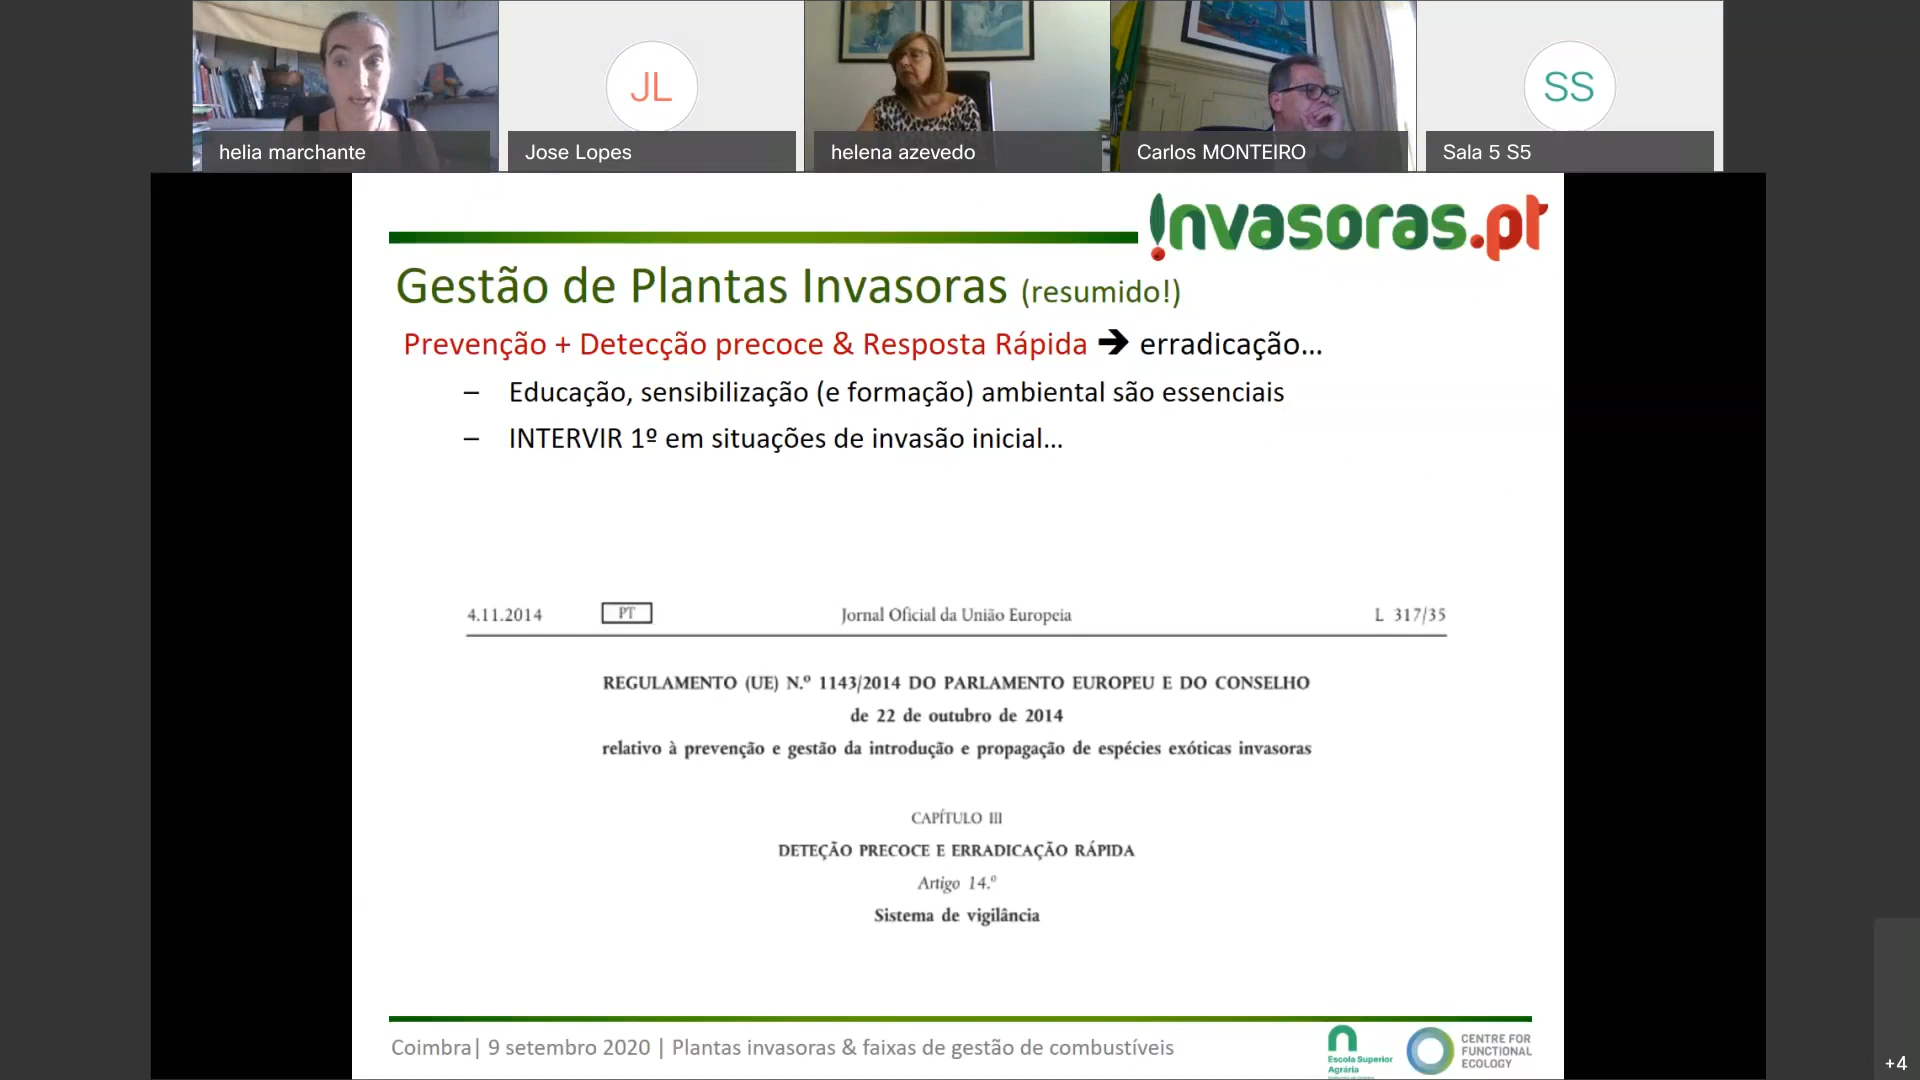 helia marchante
JL
Jose Lopes
helena azevedo
Carlos MONTEIRO
SS
Sala 5 S5
invasoras.pt
Gestão de Plantas Invasoras (resumido!)
Prevenção + Detecção precoce & Resposta Rápida ➔ erradicação...
– Educação, sensibilização (e formação) ambiental são essenciais
– INTERVIR 1º em situações de invasão inicial...
4.11.2014 PT Jornal Oficial da União Europeia L 317/35
REGULAMENTO (UE) N.º 1143/2014 DO PARLAMENTO EUROPEU E DO CONSELHO
de 22 de outubro de 2014
relativo à prevenção e gestão da introdução e propagação de espécies exóticas invasoras
CAPÍTULO III
DETEÇÃO PRECOCE E ERRADICAÇÃO RÁPIDA
Artigo 14.º
Sistema de vigilância
Coimbra| 9 setembro 2020 | Plantas invasoras & faixas de gestão de combustíveis
Escola Superior
Agrária
CENTRE FOR
FUNCTIONAL
ECOLOGY
+4